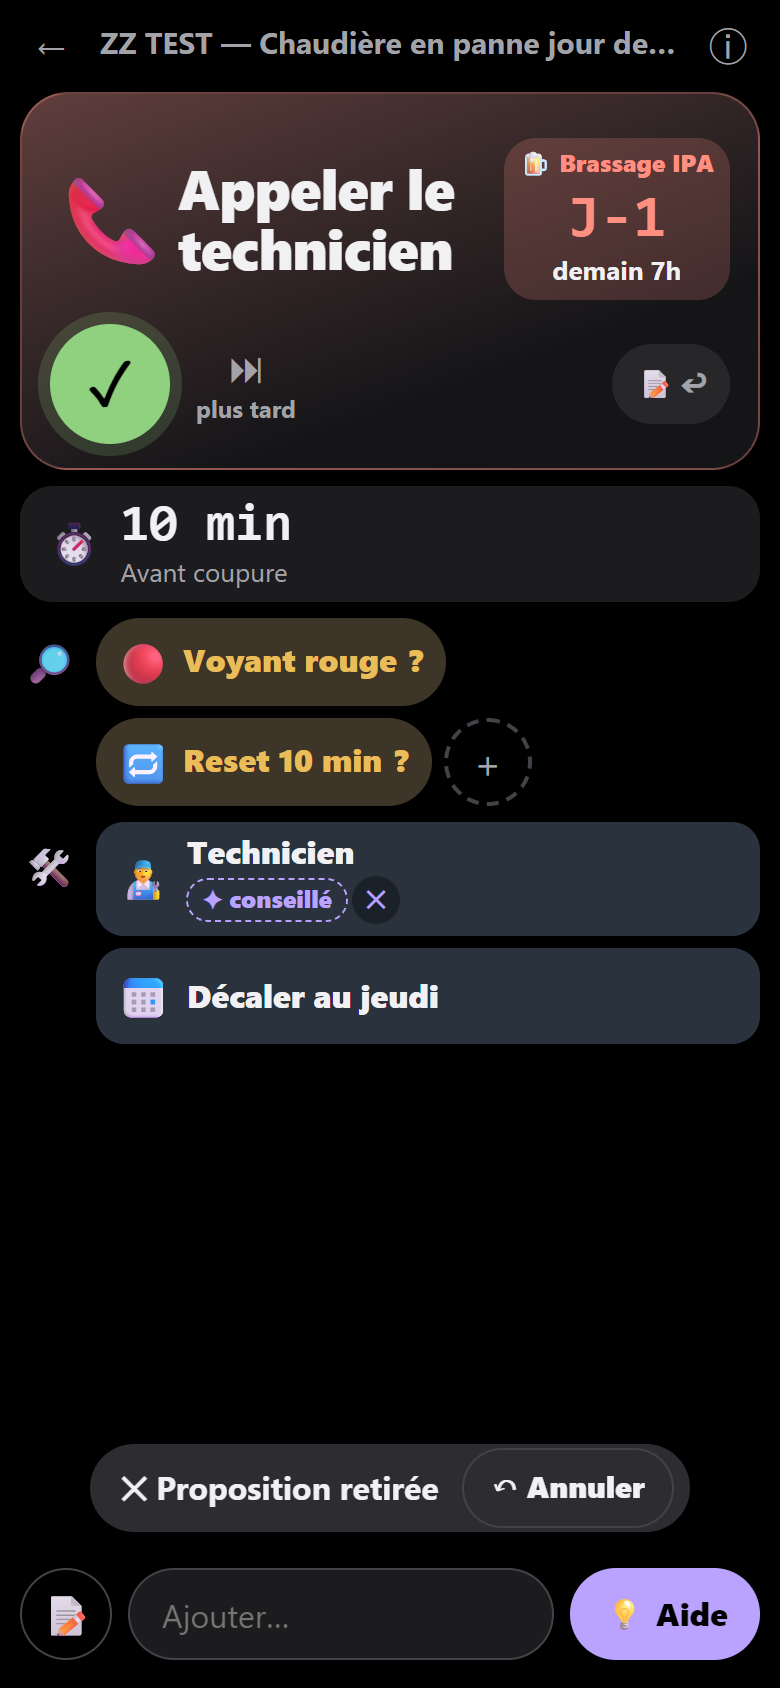 ZZ TEST — Chaudière en panne jour de…
Appeler le
technicien
Brassage IPA
J-1
demain 7h
✓
plus tard
10 min
Avant coupure
Voyant rouge ?
Reset 10 min ?
+
Technicien
✦ conseillé
Décaler au jeudi
✕ Proposition retirée
↶ Annuler
Ajouter…
Aide